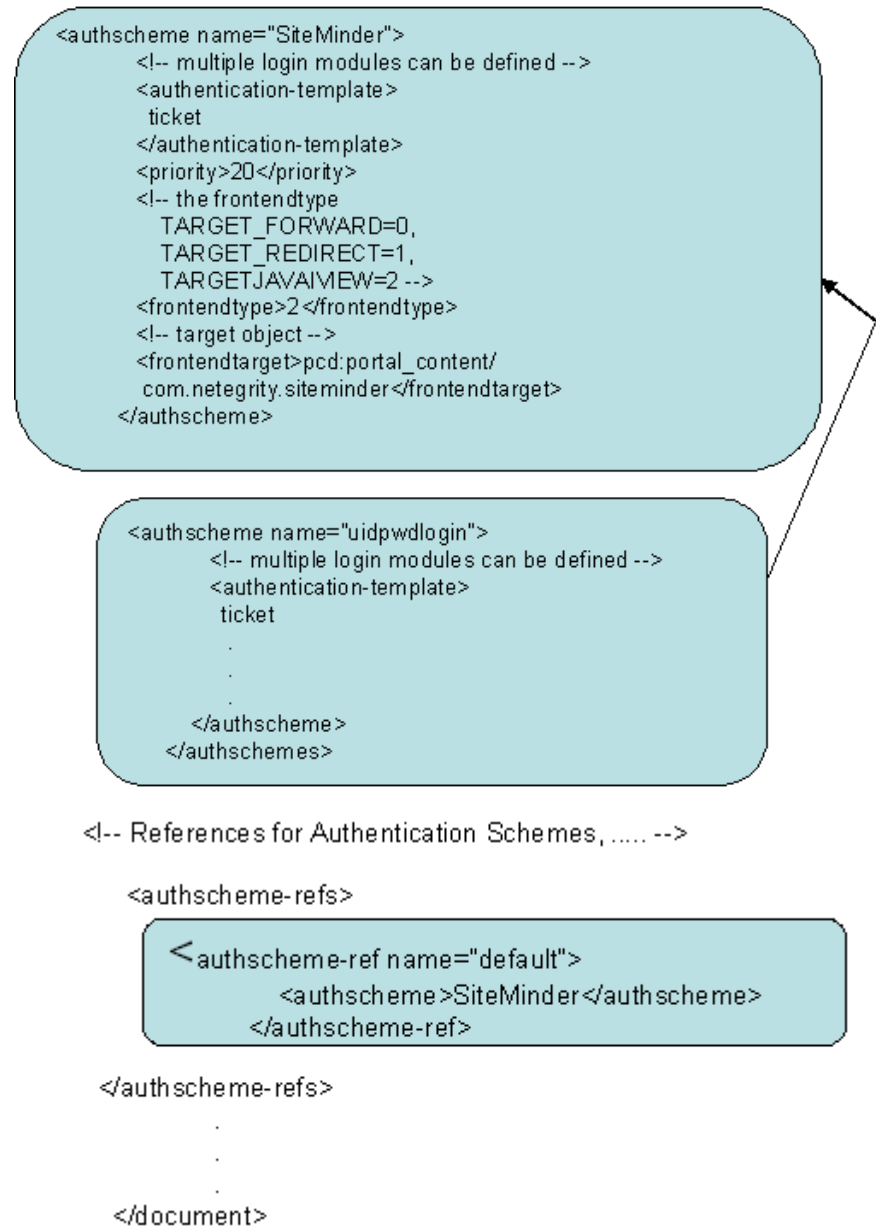 <authscheme name="SiteMinder">
<!-- multiple login modules can be defined -->
<authentication-template>
ticket
</authentication-template>
<priority>20</priority>
<!-- the frontendtype
TARGET_FORWARD=0,
TARGET_REDIRECT=1,
TARGETJAVAIVIEW=2 -->
<frontendtype>2</frontendtype>
<!-- target object -->
<frontendtarget>pcd:portal_content/
com.netegrity.siteminder</frontendtarget>
</authscheme>
<authscheme name="uidpwdlogin">
<!-- multiple login modules can be defined -->
<authentication-template>
ticket
.
.
.
</authscheme>
</authschemes>
<!-- References for Authentication Schemes, ..... -->
<authscheme-refs>
<authscheme-ref name="default">
<authscheme>SiteMinder</authscheme>
</authscheme-ref>
</authscheme-refs>
.
.
.
</document>